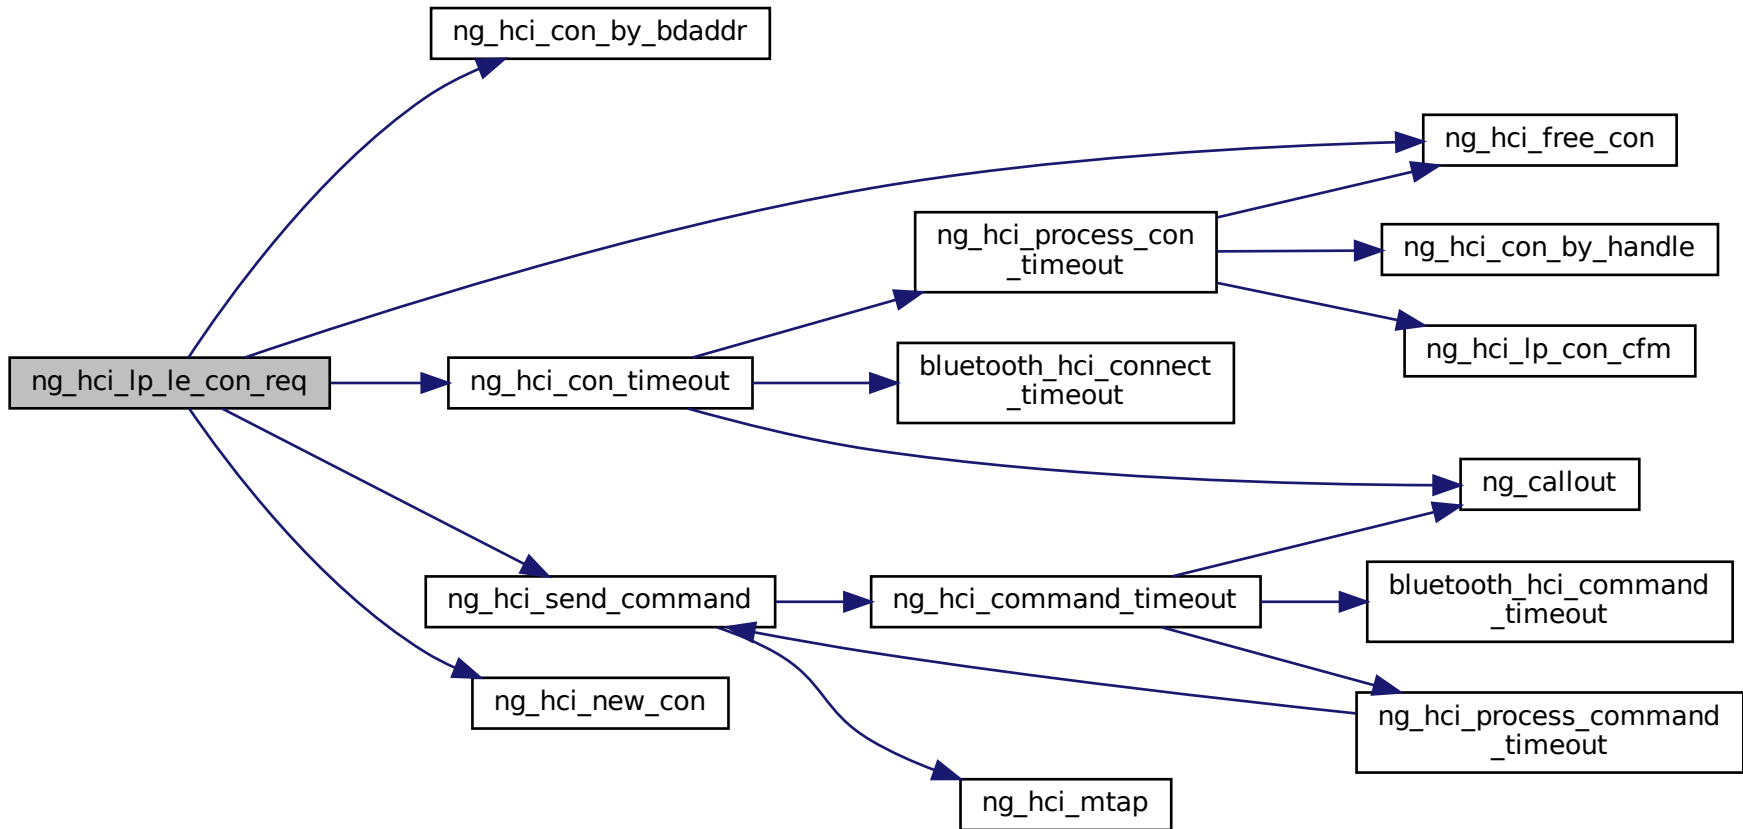 ng_hci_con_by_bdaddr
ng_hci_free_con
ng_hci_process_con
_timeout
ng_hci_con_by_handle
ng_hci_lp_con_cfm
ng_hci_lp_le_con_req
ng_hci_con_timeout
bluetooth_hci_connect
_timeout
ng_callout
ng_hci_send_command
ng_hci_command_timeout
bluetooth_hci_command
_timeout
ng_hci_new_con
ng_hci_process_command
_timeout
ng_hci_mtap